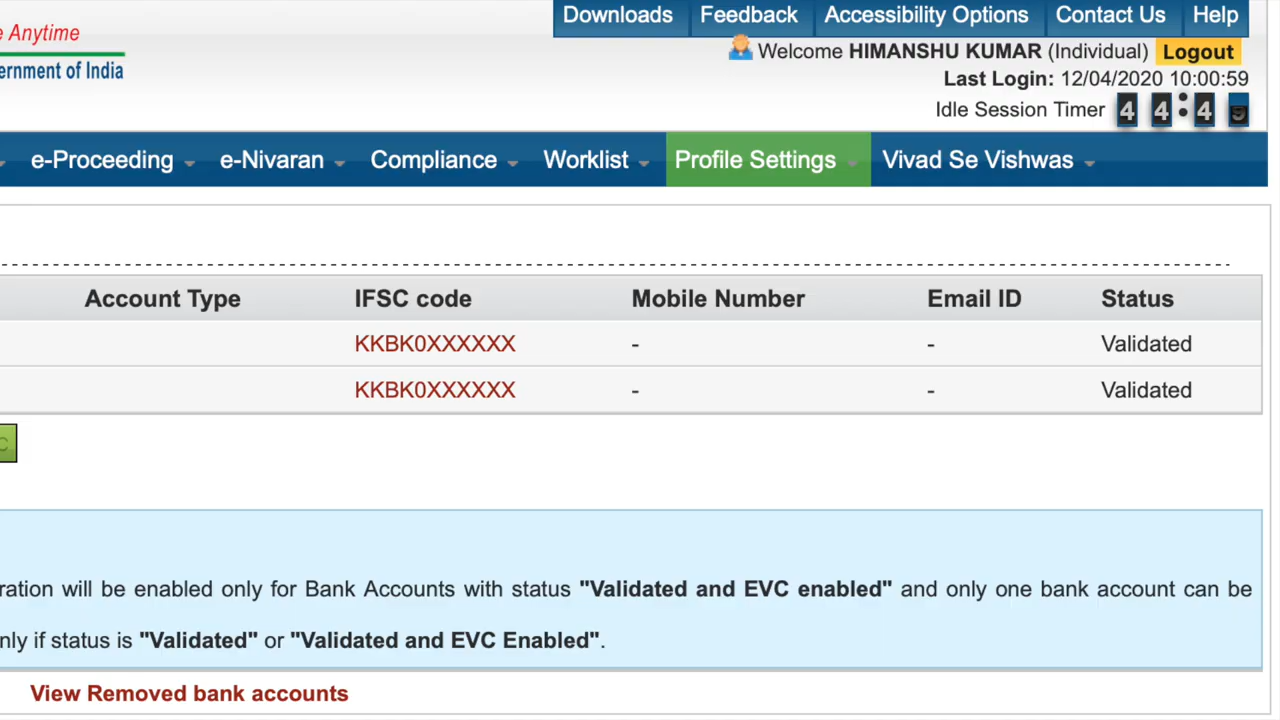 Downloads Feedback Accessibility Options Contact Us Help
e Anytime
Welcome HIMANSHU KUMAR (Individual) Logout
ernment of India
Last Login: 12/04/2020 10:00:59
Idle Session Timer 4 4 : 4
e-Proceeding e-Nivaran Compliance Worklist Profile Settings Vivad Se Vishwas
Account Type IFSC code Mobile Number Email ID Status
KKBK0XXXXXX - - Validated
KKBK0XXXXXX - - Validated
C
ration will be enabled only for Bank Accounts with status "Validated and EVC enabled" and only one bank account can be
nly if status is "Validated" or "Validated and EVC Enabled".
View Removed bank accounts